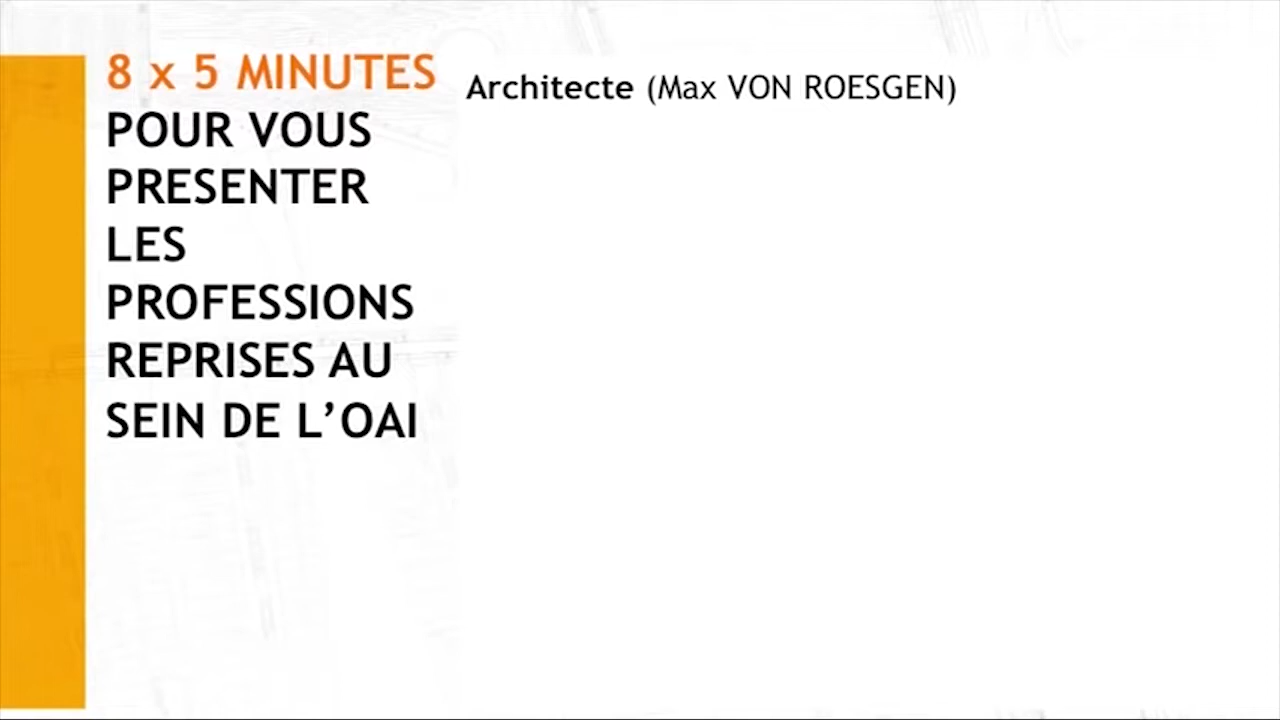 8 x 5 MINUTES
POUR VOUS
PRESENTER
LES
PROFESSIONS
REPRISES AU
SEIN DE L’OAI
Architecte (Max VON ROESGEN)